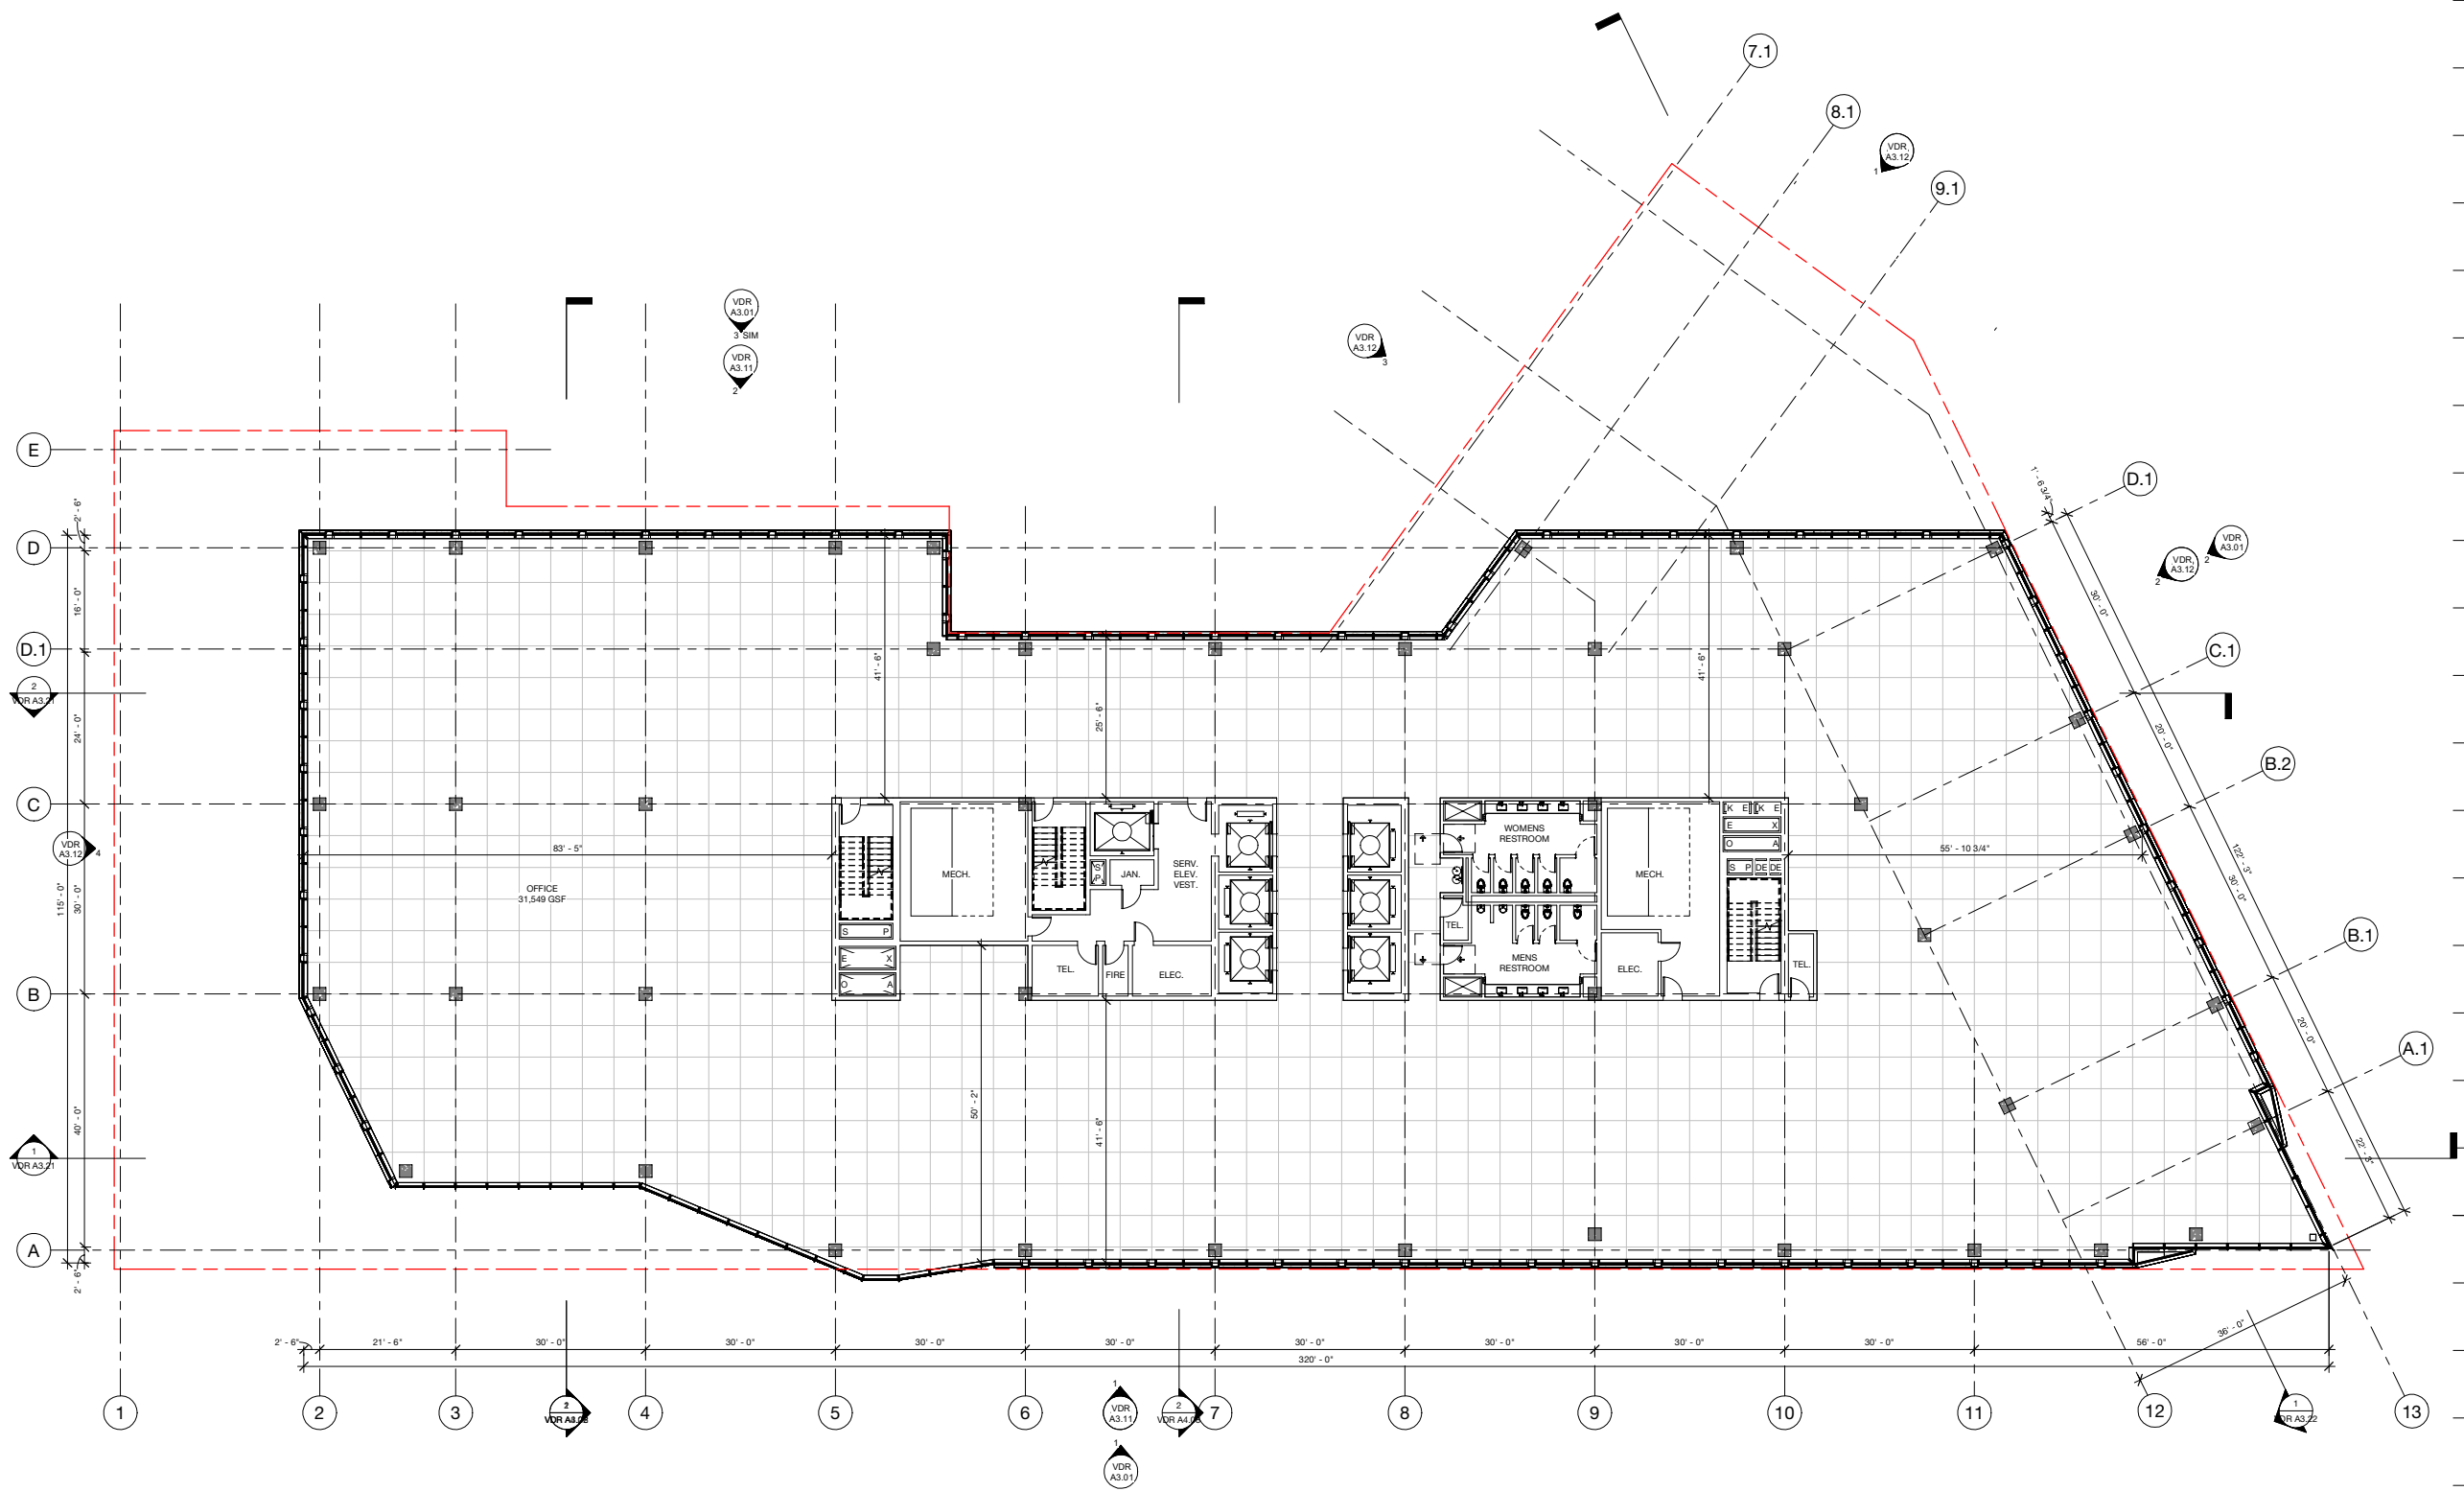 7.1
8.1
VDR
A3.12
1
9.1
VDR
A3.01
3 SIM
VDR
A3.11
2
VDR
A3.12
3
E
D.1
1' - 6 3/4"
2' - 6"
D
VDR
A3.01
2
VDR
A3.12
2
16' - 0"
30' - 0"
D.1
C.1
41' - 6"
41' - 6"
25' - 6"
2
VDR A3.21
24' - 0"
20' - 0"
B.2
C
K E K E
E X
O A
S P DE DE
WOMENS
RESTROOM
VDR
A3.12
4
83' - 5"
55' - 10 3/4"
122' - 3"
MECH.
S
P
JAN.
SERV.
ELEV.
VEST.
MECH.
OFFICE
31,549 GSF
115' - 0"
30' - 0"
30' - 0"
S P
TEL.
B.1
E X
O A
TEL.
FIRE
ELEC.
MENS
RESTROOM
ELEC.
TEL.
B
20' - 0"
A.1
50' - 2"
41' - 6"
40' - 0"
1
VDR A3.21
22' - 3"
A
2' - 6"
36' - 0"
2' - 6"
21' - 6"
30' - 0"
30' - 0"
30' - 0"
30' - 0"
30' - 0"
30' - 0"
30' - 0"
30' - 0"
56' - 0"
320' - 0"
1
2
3
4
5
6
1
VDR
A3.11
2
7
8
9
10
11
12
1
VDR A3.22
13
1
VDR
A3.01